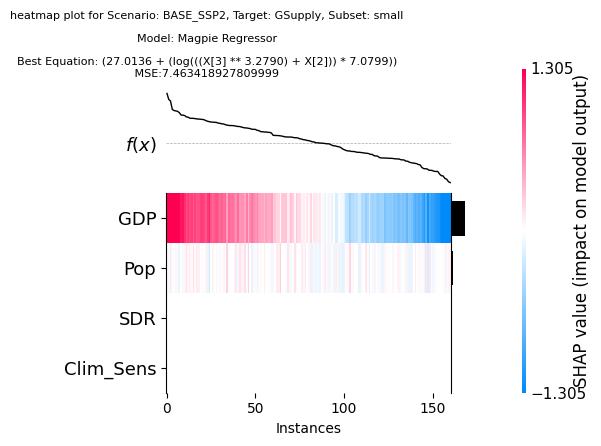 heatmap plot for Scenario: BASE_SSP2, Target: GSupply, Subset: small
Model: Magpie Regressor
Best Equation: (27.0136 + (log(((X[3] ** 3.2790) + X[2])) * 7.0799))
MSE:7.463418927809999
f(x)
GDP
Pop
SDR
Clim_Sens
0
50
100
150
Instances
1.305
−1.305
SHAP value (impact on model output)